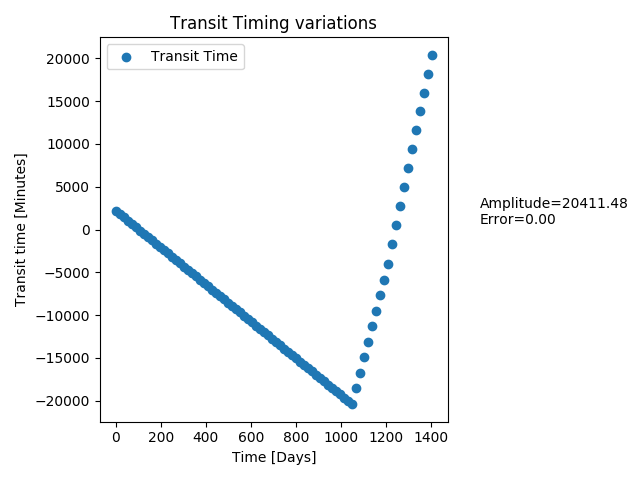 Transit Timing variations
Transit Time
20000
15000
10000
5000
0
−5000
−10000
−15000
−20000
Transit time [Minutes]
0 200 400 600 800 1000 1200 1400
Time [Days]
Amplitude=20411.48
Error=0.00